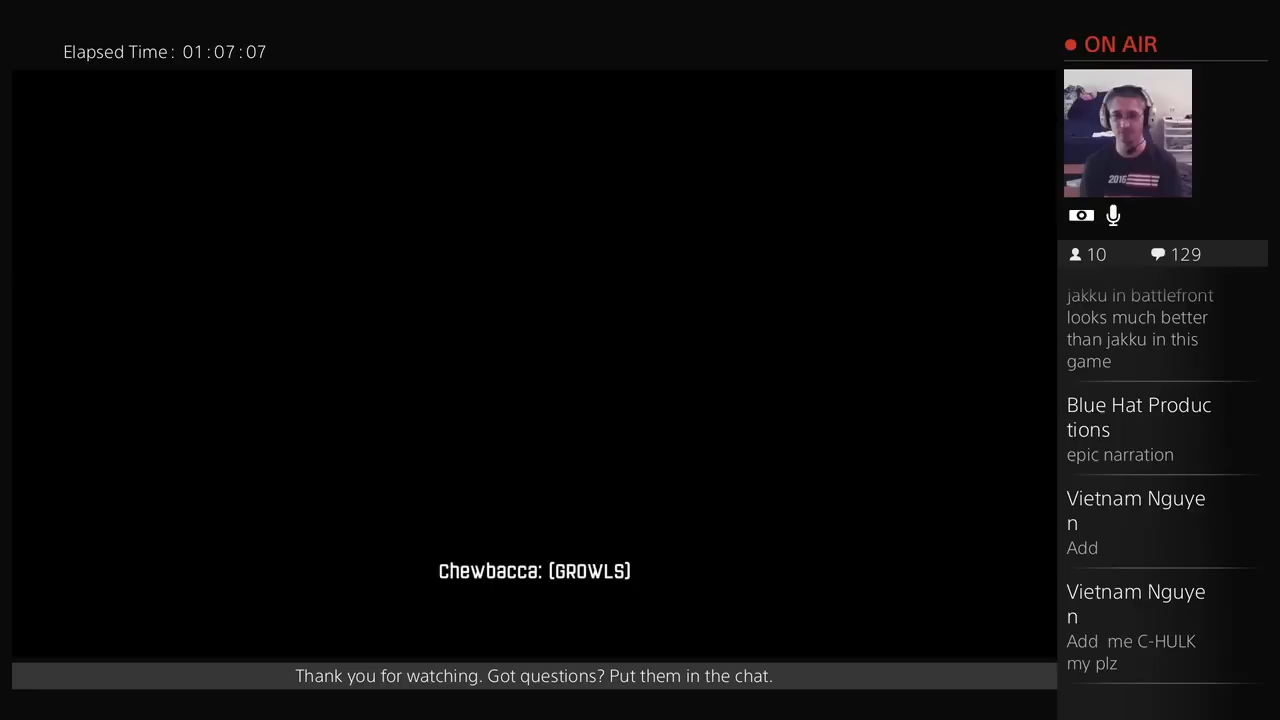 Elapsed Time: 01:07:07
ON AIR
2016
10 129
jakku in battlefront
looks much better
than jakku in this
game
Blue Hat Produc
tions
epic narration
Vietnam Nguye
n
Add
Vietnam Nguye
n
Add  me C-HULK
my plz
Chewbacca: (GROWLS)
Thank you for watching. Got questions? Put them in the chat.